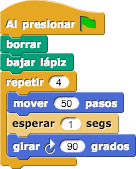 Al presionar
borrar
bajar lápiz
repetir 4
mover 50 pasos
esperar 1 segs
girar 90 grados